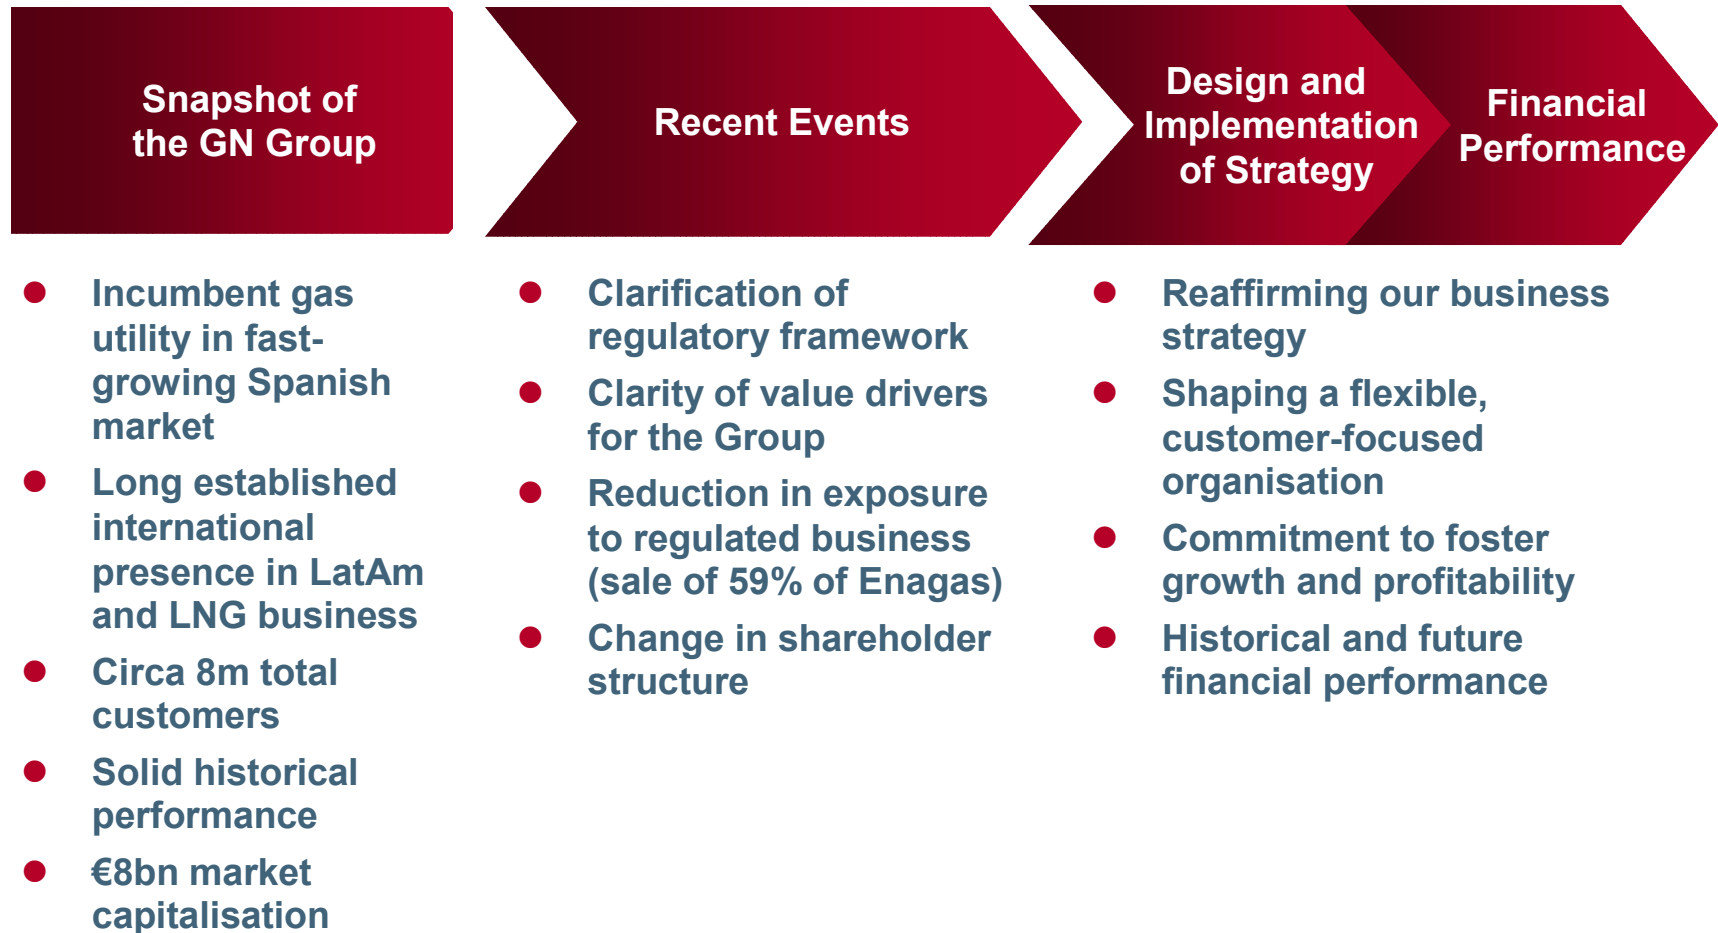 Snapshot of
the GN Group
Recent Events
Design and
Implementation
of Strategy
Financial
Performance
Incumbent gas
utility in fast-
growing Spanish
market
Long established
international
presence in LatAm
and LNG business
Circa 8m total
customers
Solid historical
performance
€8bn market
capitalisation
Clarification of
regulatory framework
Clarity of value drivers
for the Group
Reduction in exposure
to regulated business
(sale of 59% of Enagas)
Change in shareholder
structure
Reaffirming our business
strategy
Shaping a flexible,
customer-focused
organisation
Commitment to foster
growth and profitability
Historical and future
financial performance